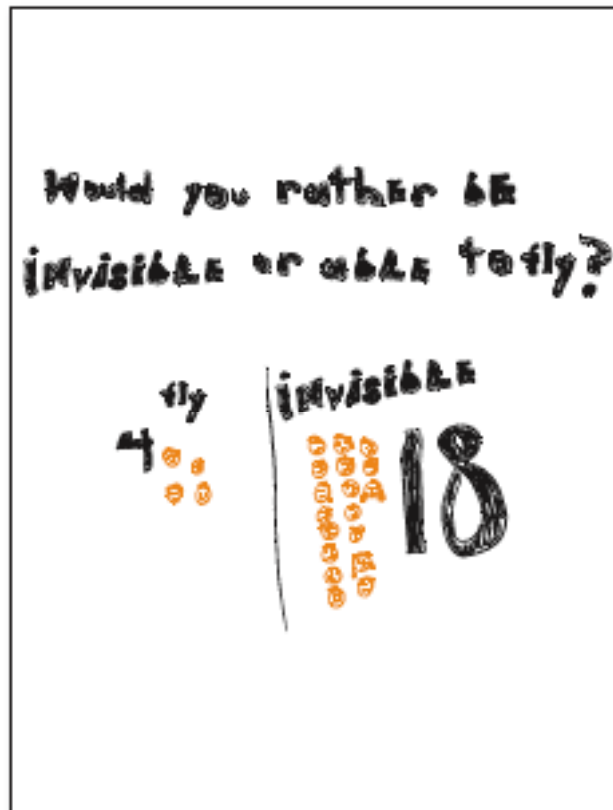 Would you rather bE
iNvisiblE or ablE to fly?
fly
iNvisiblE
4
18